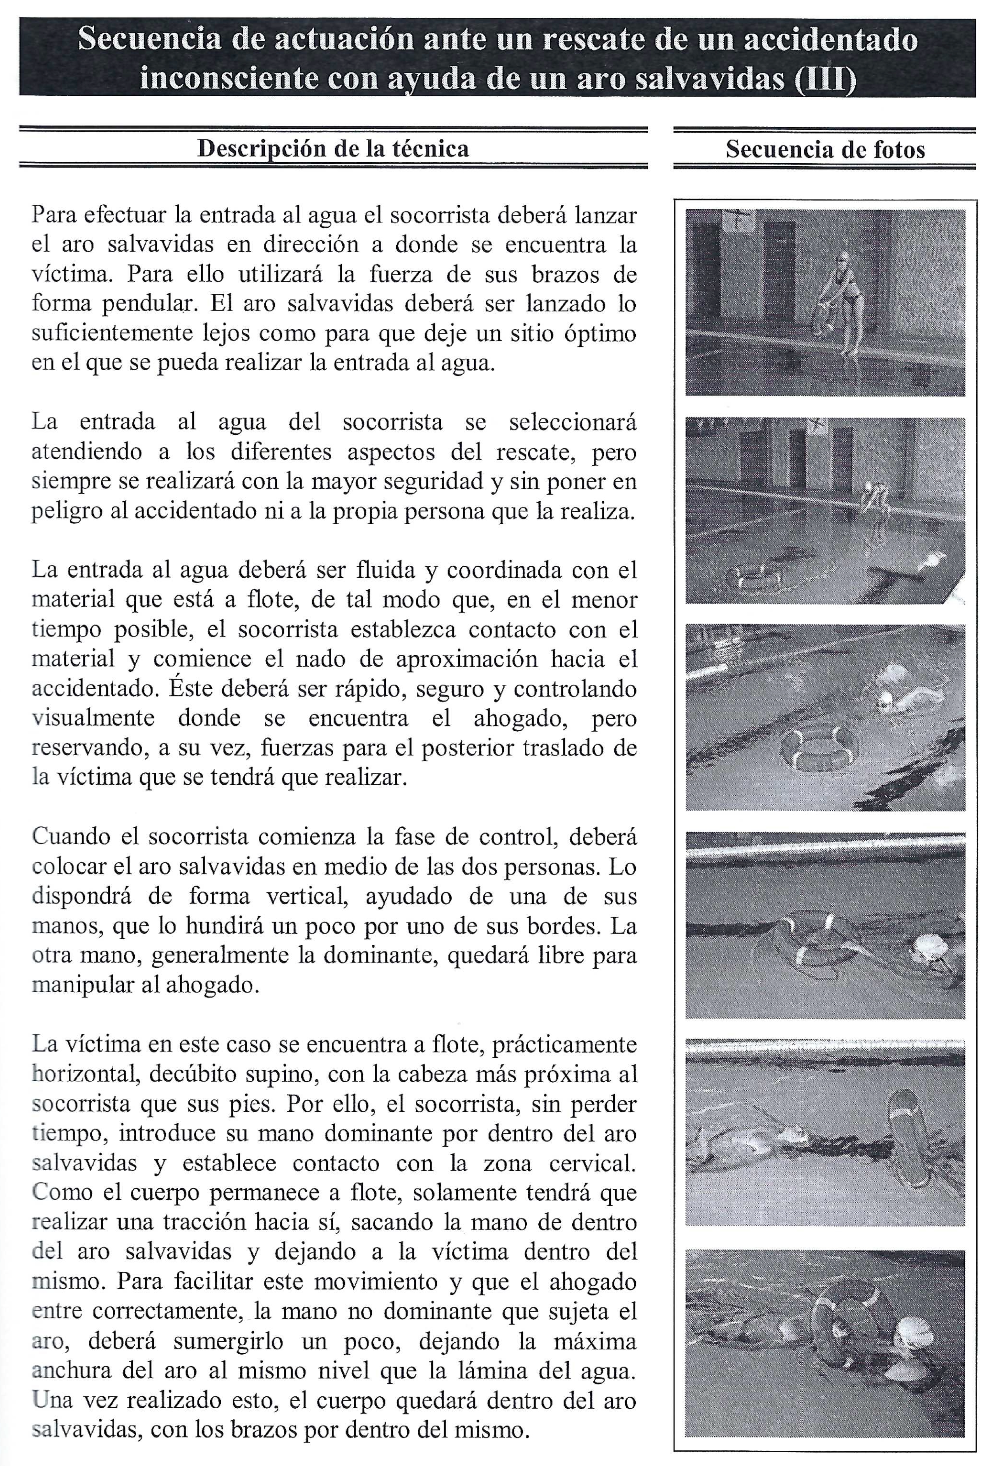 Secuencia de actuación ante un rescate de un accidentado
inconsciente con ayuda de un aro salvavidas (III)
Descripción de la técnica
Secuencia de fotos
Para efectuar la entrada al agua el socorrista deberá lanzar
el aro salvavidas en dirección a donde se encuentra la
víctima. Para ello utilizará la fuerza de sus brazos de
forma pendular. El aro salvavidas deberá ser lanzado lo
suficientemente lejos como para que deje un sitio óptimo
en el que se pueda realizar la entrada al agua.
La entrada al agua del socorrista se seleccionará
atendiendo a los diferentes aspectos del rescate, pero
siempre se realizará con la mayor seguridad y sin poner en
peligro al accidentado ni a la propia persona que la realiza.
La entrada al agua deberá ser fluida y coordinada con el
material que está a flote, de tal modo que, en el menor
tiempo posible, el socorrista establezca contacto con el
material y comience el nado de aproximación hacia el
accidentado. Éste deberá ser rápido, seguro y controlando
visualmente donde se encuentra el ahogado, pero
reservando, a su vez, fuerzas para el posterior traslado de
la víctima que se tendrá que realizar.
Cuando el socorrista comienza la fase de control, deberá
colocar el aro salvavidas en medio de las dos personas. Lo
dispondrá de forma vertical, ayudado de una de sus
manos, que lo hundirá un poco por uno de sus bordes. La
otra mano, generalmente la dominante, quedará libre para
manipular al ahogado.
La víctima en este caso se encuentra a flote, prácticamente
horizontal, decúbito supino, con la cabeza más próxima al
socorrista que sus pies. Por ello, el socorrista, sin perder
tiempo, introduce su mano dominante por dentro del aro
salvavidas y establece contacto con la zona cervical.
Como el cuerpo permanece a flote, solamente tendrá que
realizar una tracción hacia sí, sacando la mano de dentro
del aro salvavidas y dejando a la víctima dentro del
mismo. Para facilitar este movimiento y que el ahogado
entre correctamente, la mano no dominante que sujeta el
aro, deberá sumergirlo un poco, dejando la máxima
anchura del aro al mismo nivel que la lámina del agua.
Una vez realizado esto, el cuerpo quedará dentro del aro
salvavidas, con los brazos por dentro del mismo.